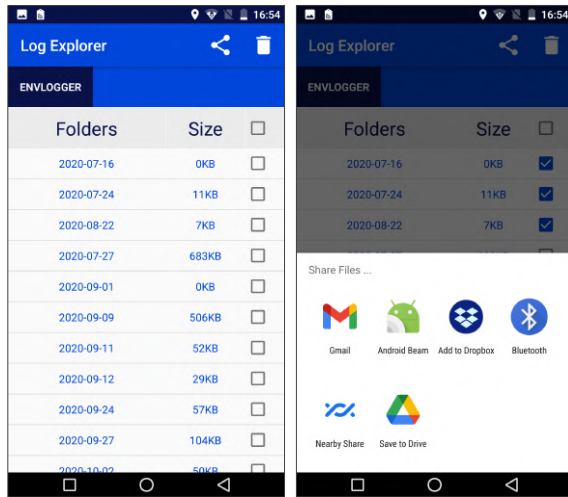 16:54
Log Explorer
ENVLOGGER
Folders Size
2020-07-16 0KB
2020-07-24 11KB
2020-08-22 7KB
2020-07-27 683KB
2020-09-01 0KB
2020-09-09 506KB
2020-09-11 52KB
2020-09-12 29KB
2020-09-24 57KB
2020-09-27 104KB
2020-10-02 50KB
16:54
Log Explorer
ENVLOGGER
Folders Size
2020-07-16 0KB
2020-07-24 11KB
2020-08-22 7KB
Share Files ...
Gmail Android Beam Add to Dropbox Bluetooth
Nearby Share Save to Drive